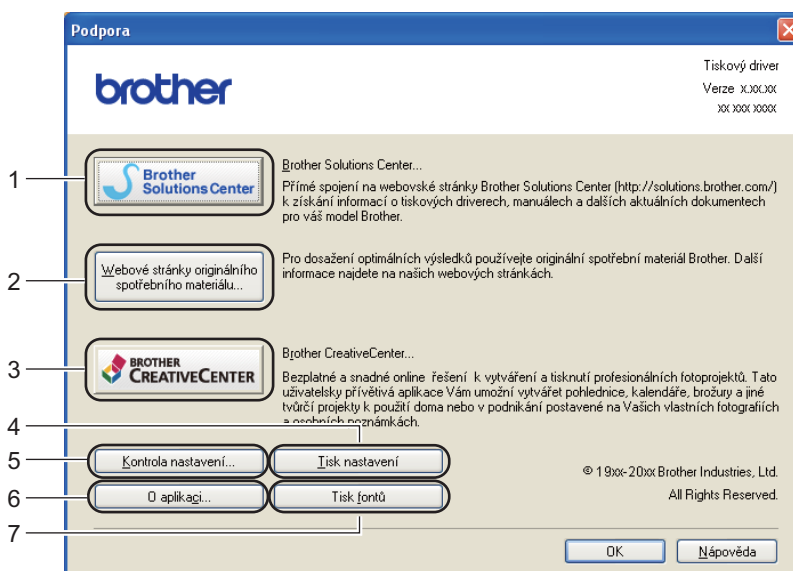 Podpora
brother
Tiskový driver
Verze x.xx.xx
xx xxx xxxx
1
Brother
Solutions Center
Brother Solutions Center...
Přímé spojení na webovské stránky Brother Solutions Center (http://solutions.brother.com/)
k získání informací o tiskových driverech, manuálech a dalších aktuálních dokumentech
pro váš model Brother.
2
Webové stránky originálního
spotřebního materiálu...
Pro dosažení optimálních výsledků používejte originální spotřební materiál Brother. Další
informace najdete na našich webových stránkách.
3
BROTHER
CREATIVECENTER
Brother CreativeCenter...
Bezplatné a snadné online řešení k vytváření a tisknutí profesionálních fotoprojektů. Tato
uživatelsky přívětivá aplikace Vám umožní vytvářet pohlednice, kalendáře, brožury a jiné
tvůrčí projekty k použití doma nebo v podnikání postavené na Vašich vlastních fotografiích
a osobních poznámkách.
4
5
Kontrola nastavení...
Tisk nastavení
6
O aplikaci...
Tisk fontů
7
© 19xx-20xx Brother Industries, Ltd.
All Rights Reserved.
OK
Nápověda